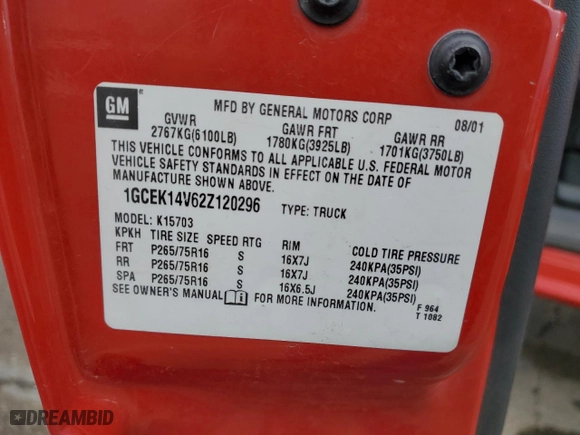 GM
MFD BY GENERAL MOTORS CORP 08/01
GVWR GAWR FRT GAWR RR
2767KG(6100LB) 1780KG(3925LB) 1701KG(3750LB)
THIS VEHICLE CONFORMS TO ALL APPLICABLE U.S. FEDERAL MOTOR
VEHICLE SAFETY STANDARDS IN EFFECT ON THE DATE OF
MANUFACTURE SHOWN ABOVE.
1GCEK14V62Z120296 TYPE: TRUCK
MODEL: K15703
KPKH TIRE SIZE SPEED RTG RIM COLD TIRE PRESSURE
FRT P265/75R16 S 16X7J 240KPA(35PSI)
RR P265/75R16 S 16X7J 240KPA(35PSI)
SPA P265/75R16 S 16X6.5J 240KPA(35PSI)
SEE OWNER'S MANUAL FOR MORE INFORMATION.
F 964
T 1082
DREAMBID